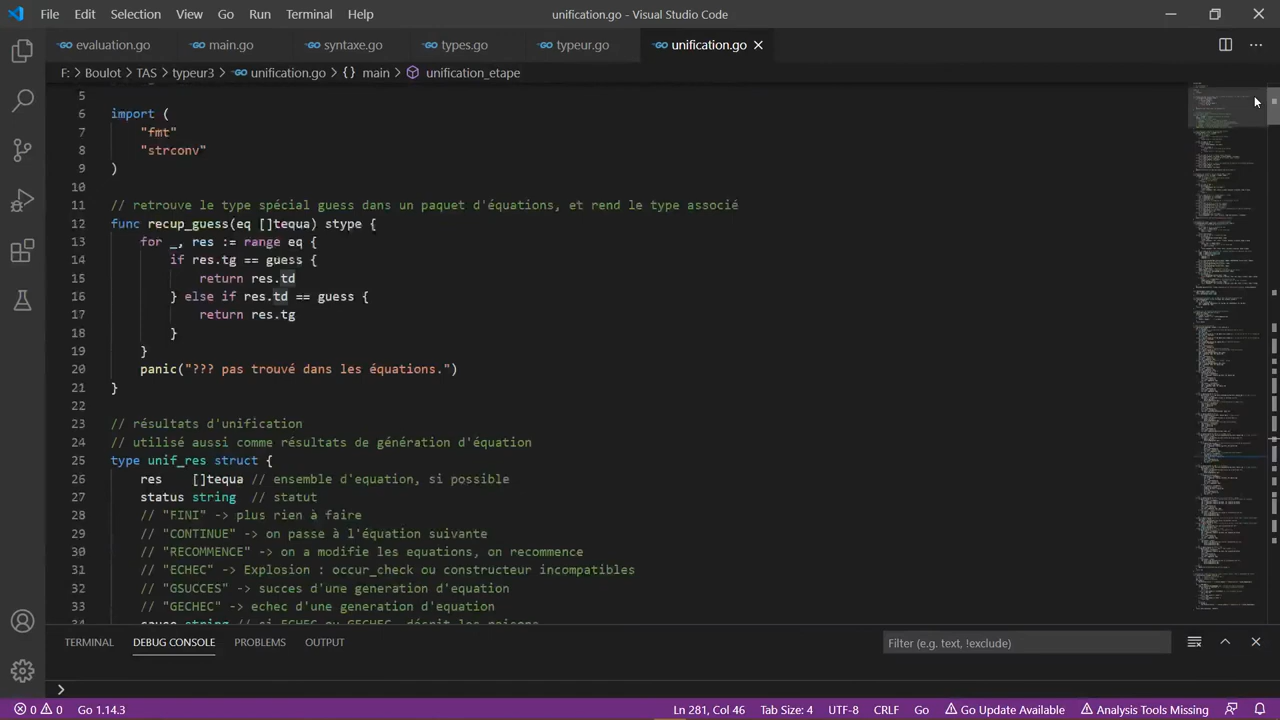 File Edit Selection View Go Run Terminal Help unification.go - Visual Studio Code
evaluation.go main.go syntaxe.go types.go typeur.go unification.go
F: > Boulot > TAS > typeur3 > unification.go > {} main > unification_etape
5
6 import (
7 "fmt"
8 "strconv"
9 )
10
11 // retrouve le type spécial guess dans un paquet d'équations, et rend le type associé
12 func recup_guess(eq []tequa) stype {
13 for _, res := range eq {
14 if res.tg == guess {
15 return res.td
16 } else if res.td == guess {
17 return res.tg
18 }
19 }
20 panic("??? pas trouvé dans les équations.")
21 }
22
23 // résultats d'unification
24 // utilisé aussi comme résultats de génération d'équation
25 type unif_res struct {
26 res []tequa // ensemble d'equation, si possible
27 status string // statut
28 // "FINI" -> plus rien à faire
29 // "CONTINUE" -> on passe à l'équation suivante
30 // "RECOMMENCE" -> on a modifie les equations, on recommence
31 // "ECHEC" -> Explosion : occur_check ou constructeur incompatibles
32 // "GSUCCES" -> succes d'une generation d'equation
33 // "GECHEC" -> echec d'une generation d'equation
34 cause string // si ECHEC ou GECHEC, décrit les raisons
TERMINAL DEBUG CONSOLE PROBLEMS OUTPUT Filter (e.g. text, !exclude)
>
0 0 Go 1.14.3 Ln 281, Col 46 Tab Size: 4 UTF-8 CRLF Go Go Update Available Analysis Tools Missing